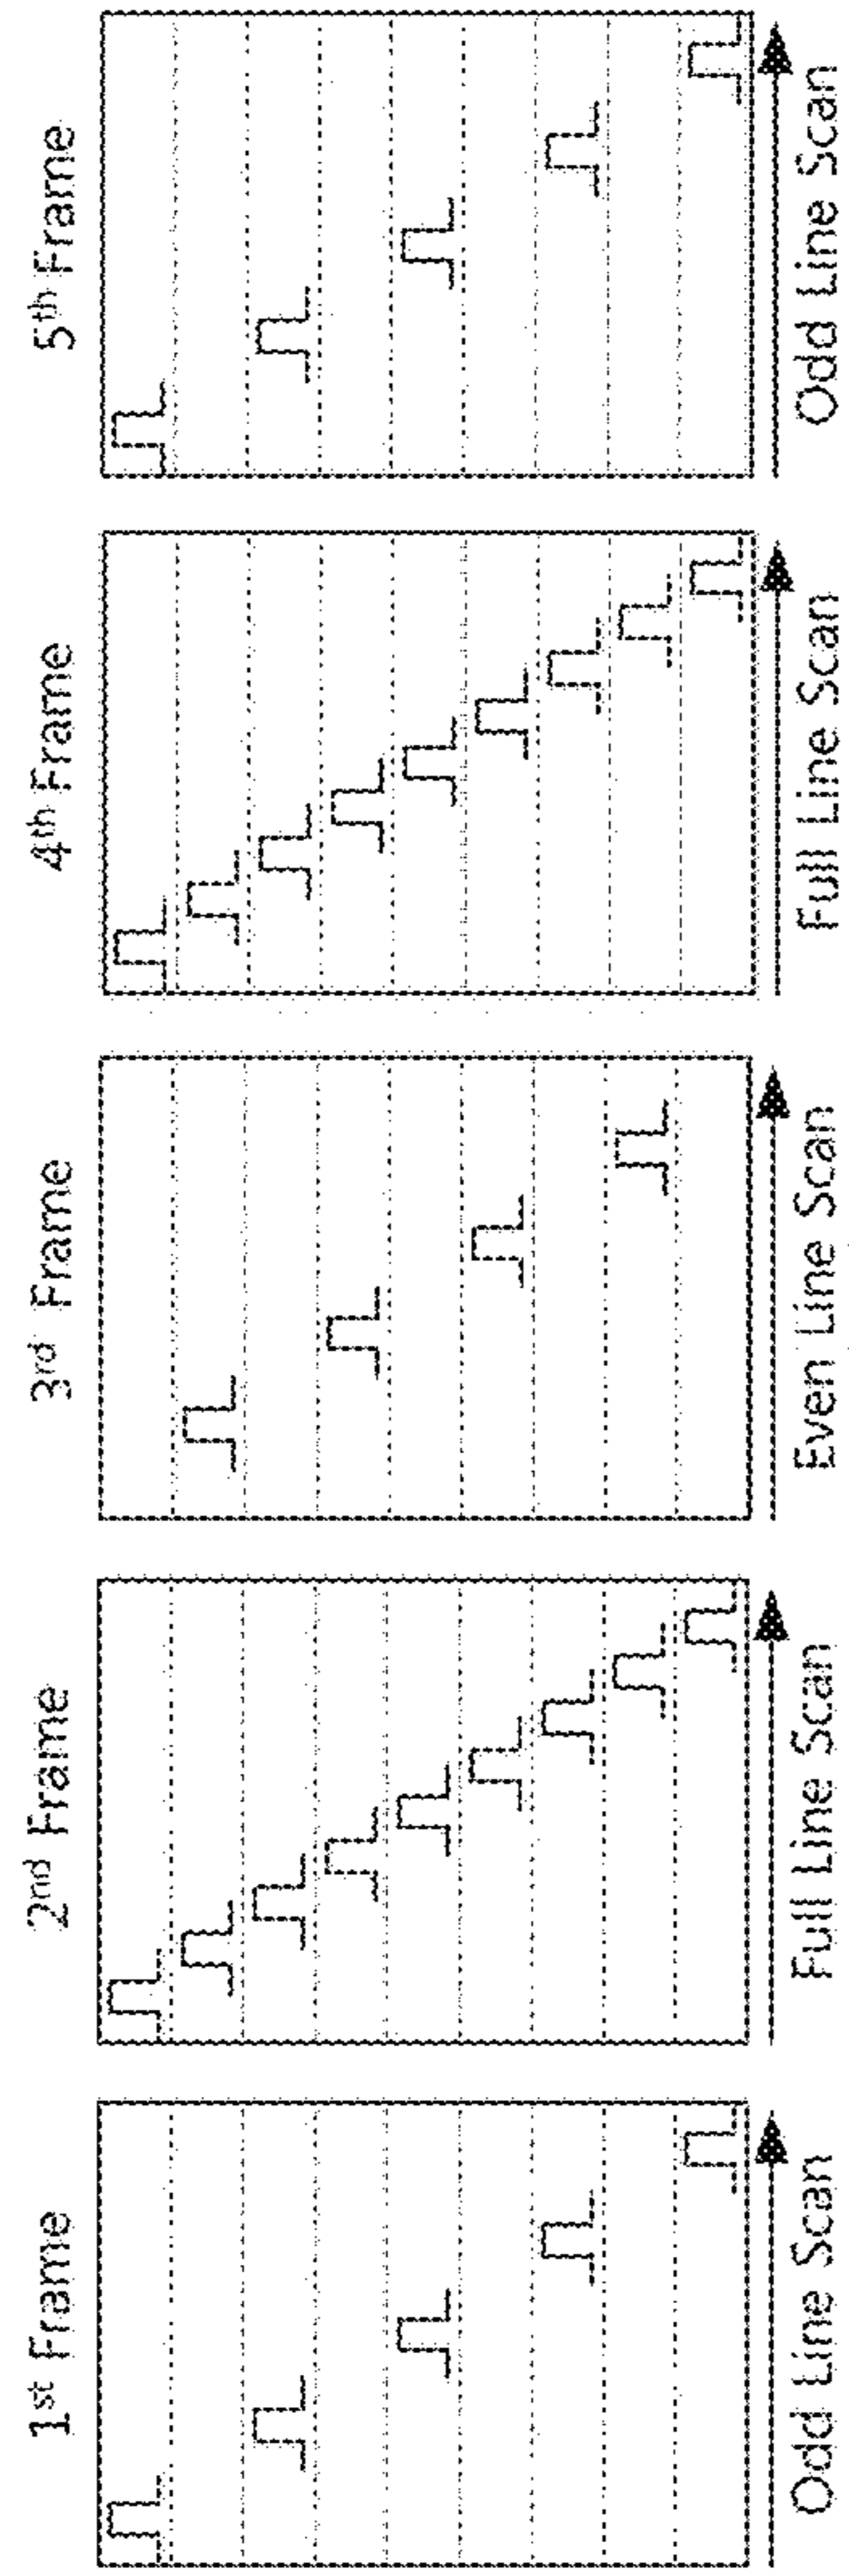 1st Frame
2nd Frame
3rd Frame
4th Frame
5th Frame
Odd Line Scan
Full Line Scan
Even Line Scan
Full Line Scan
Odd Line Scan